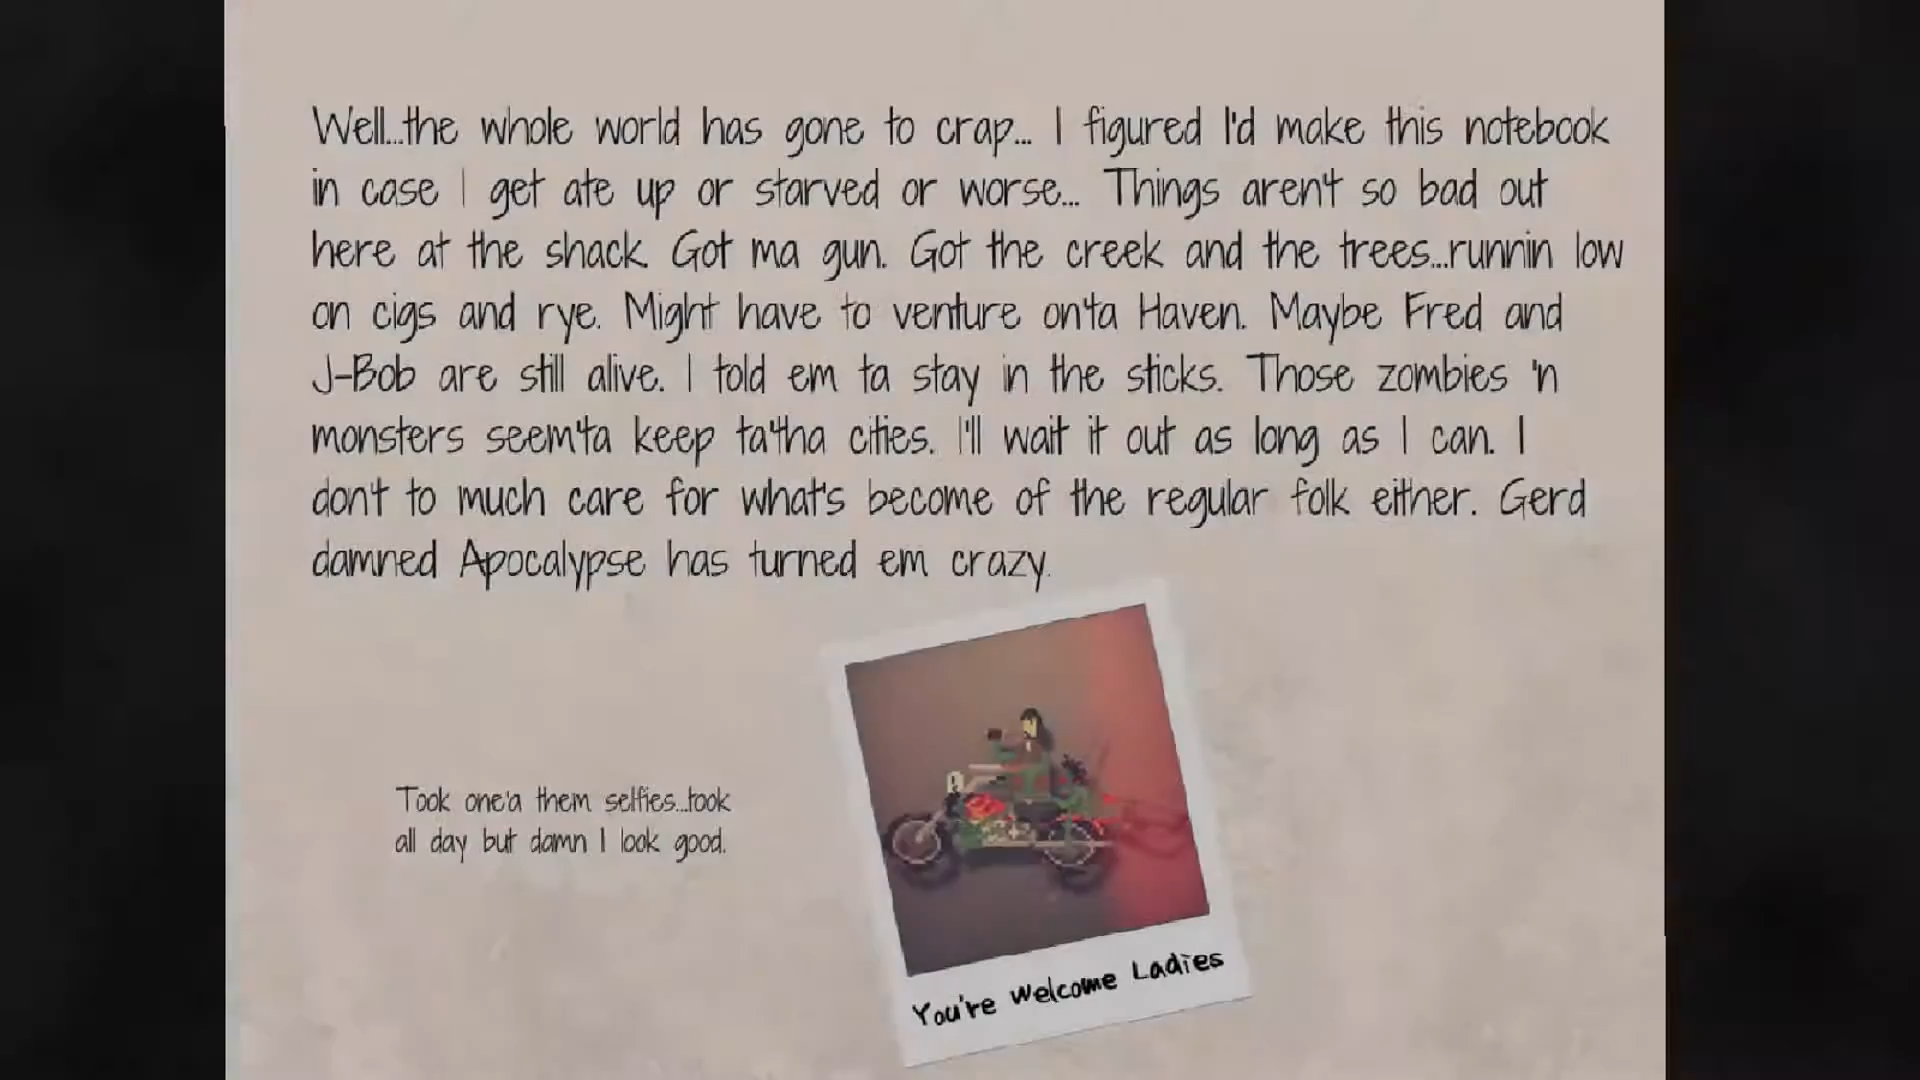 Well...the whole world has gone to crap... I figured I'd make this notebook
in case I get ate up or starved or worse... Things aren't so bad out
here at the shack. Got ma gun. Got the creek and the trees...runnin low
on cigs and rye. Might have to venture on'ta Haven. Maybe Fred and
J-Bob are still alive. I told em ta stay in the sticks. Those zombies 'n
monsters seem'ta keep ta'tha cities. I'll wait it out as long as I can. I
don't to much care for what's become of the regular folk either. Gerd
damned Apocalypse has turned em crazy.
Took one'a them selfies...took
all day but damn I look good.
You're Welcome Ladies